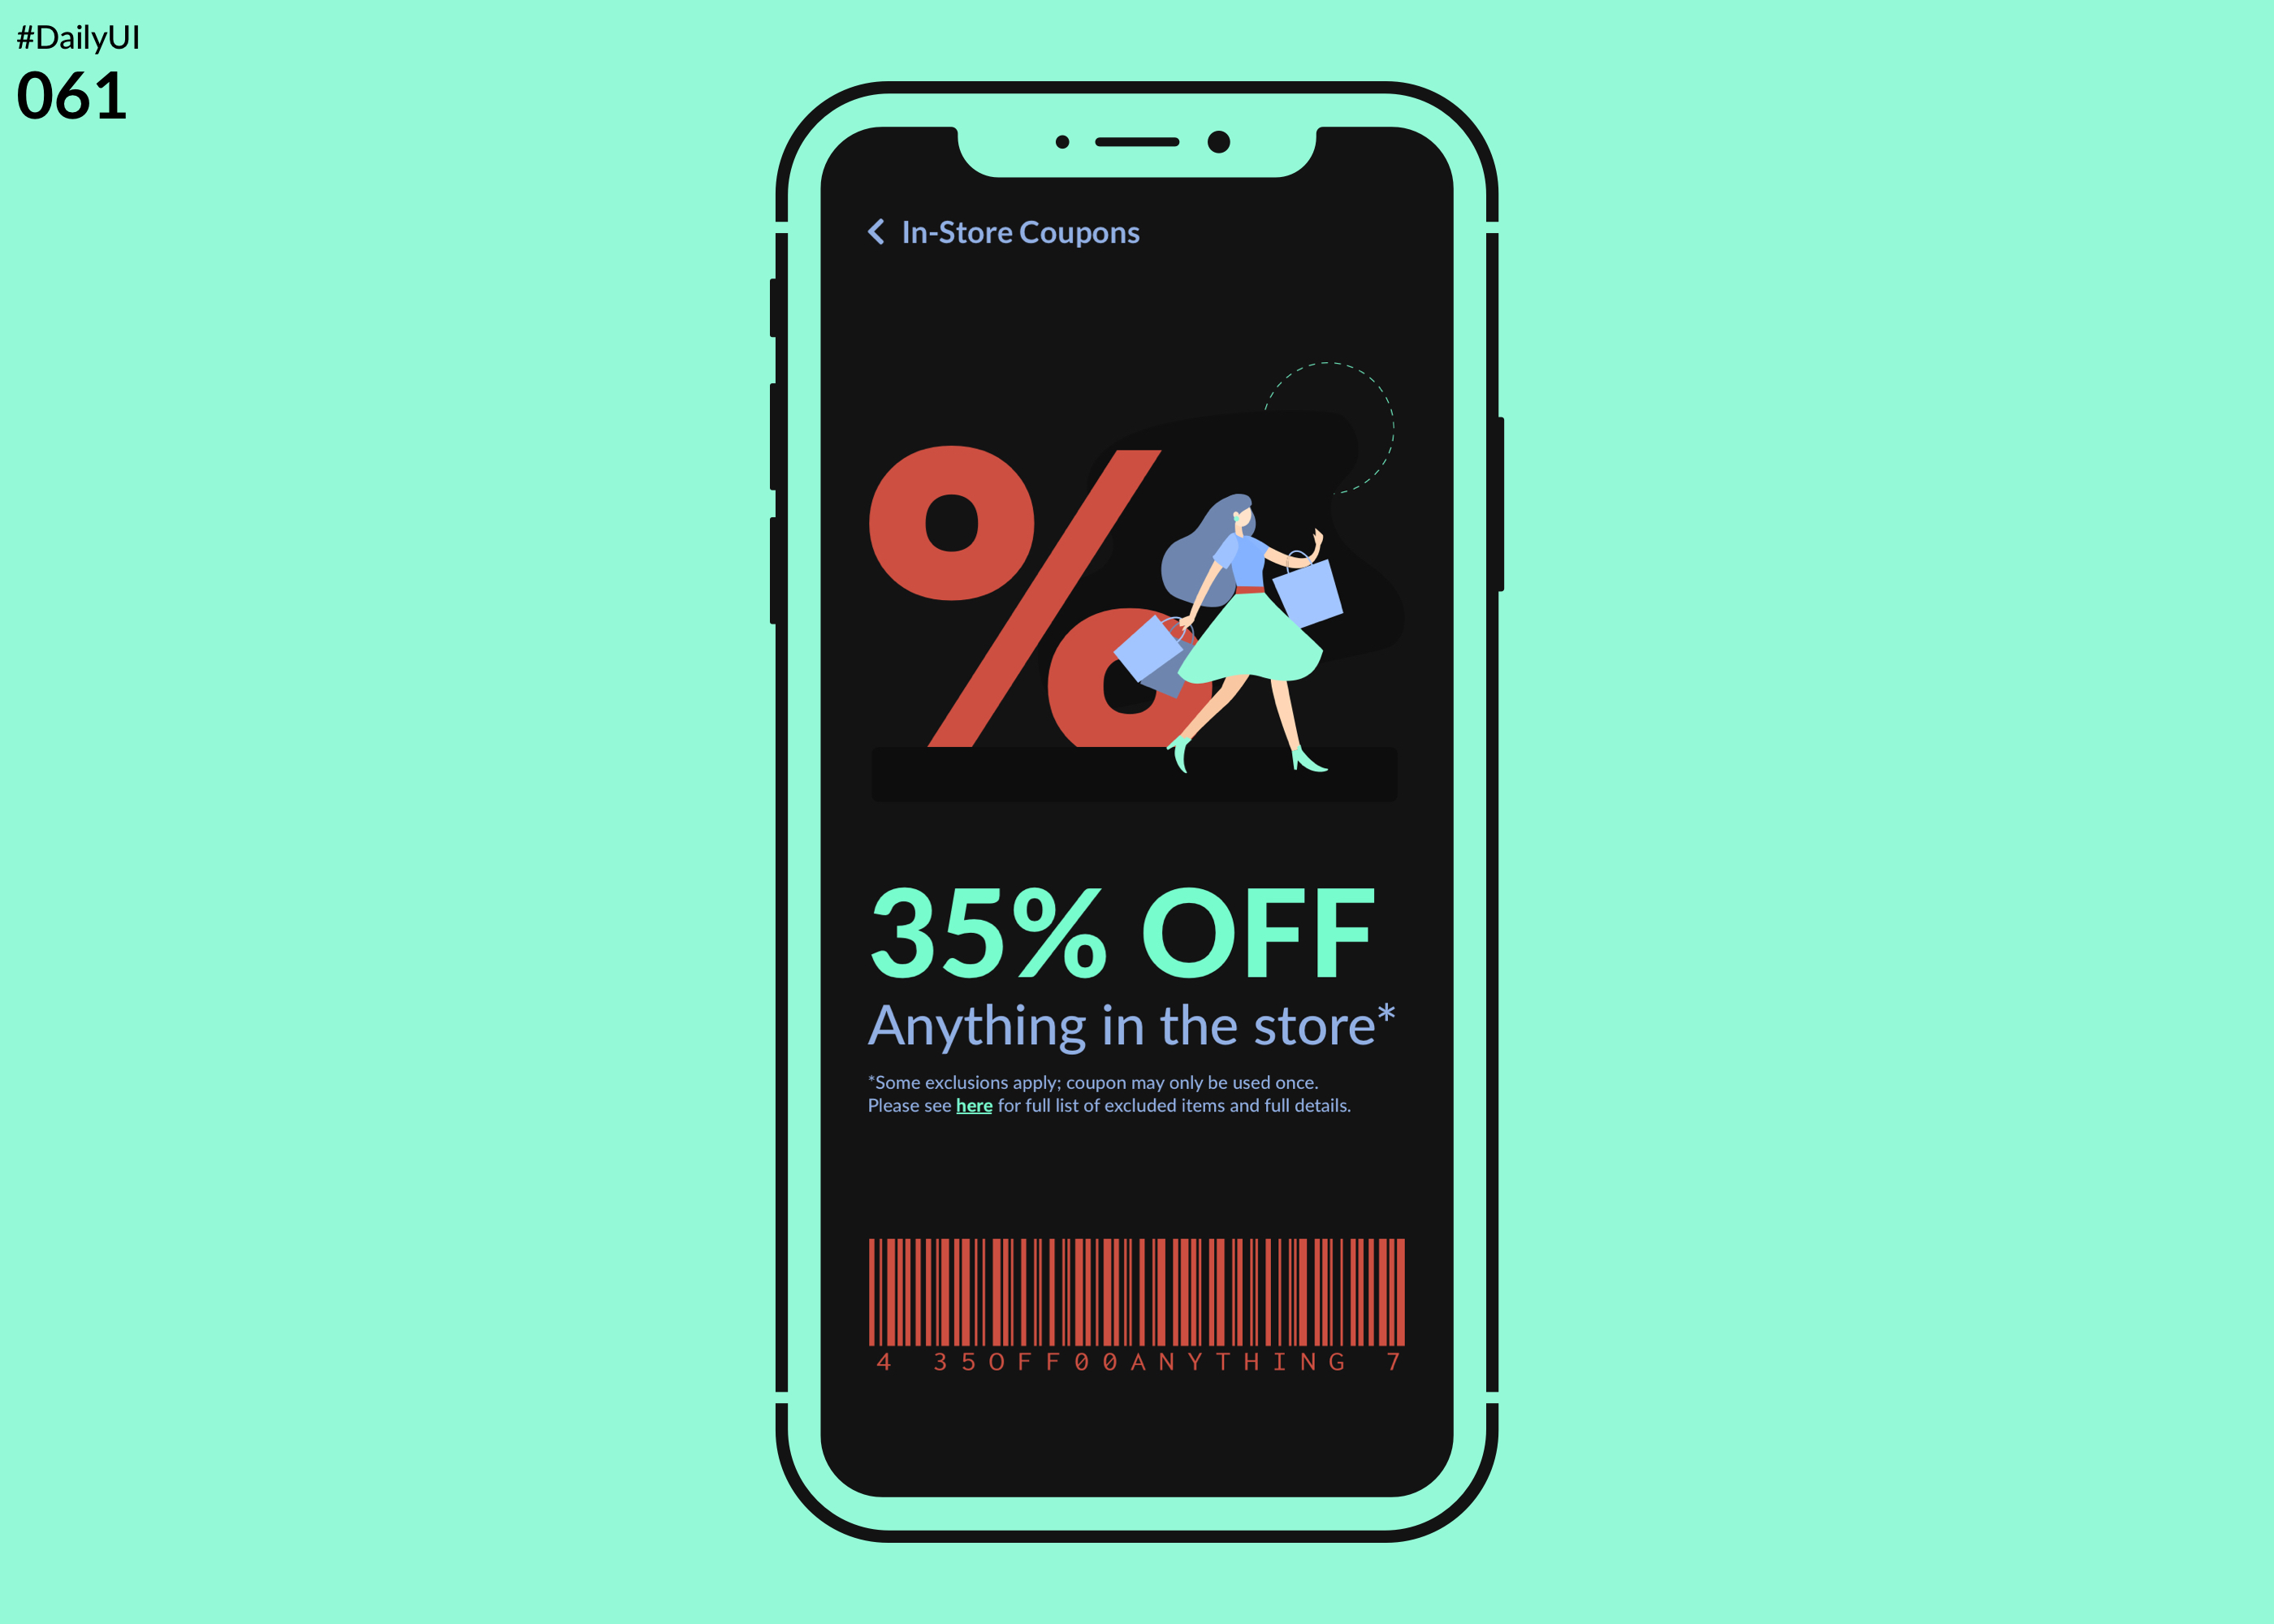 #DailyUI
061
In-Store Coupons
%
35% OFF
Anything in the store*
*Some exclusions apply; coupon may only be used once.
Please see here for full list of excluded items and full details.
4 35OFF00ANYTHING 7